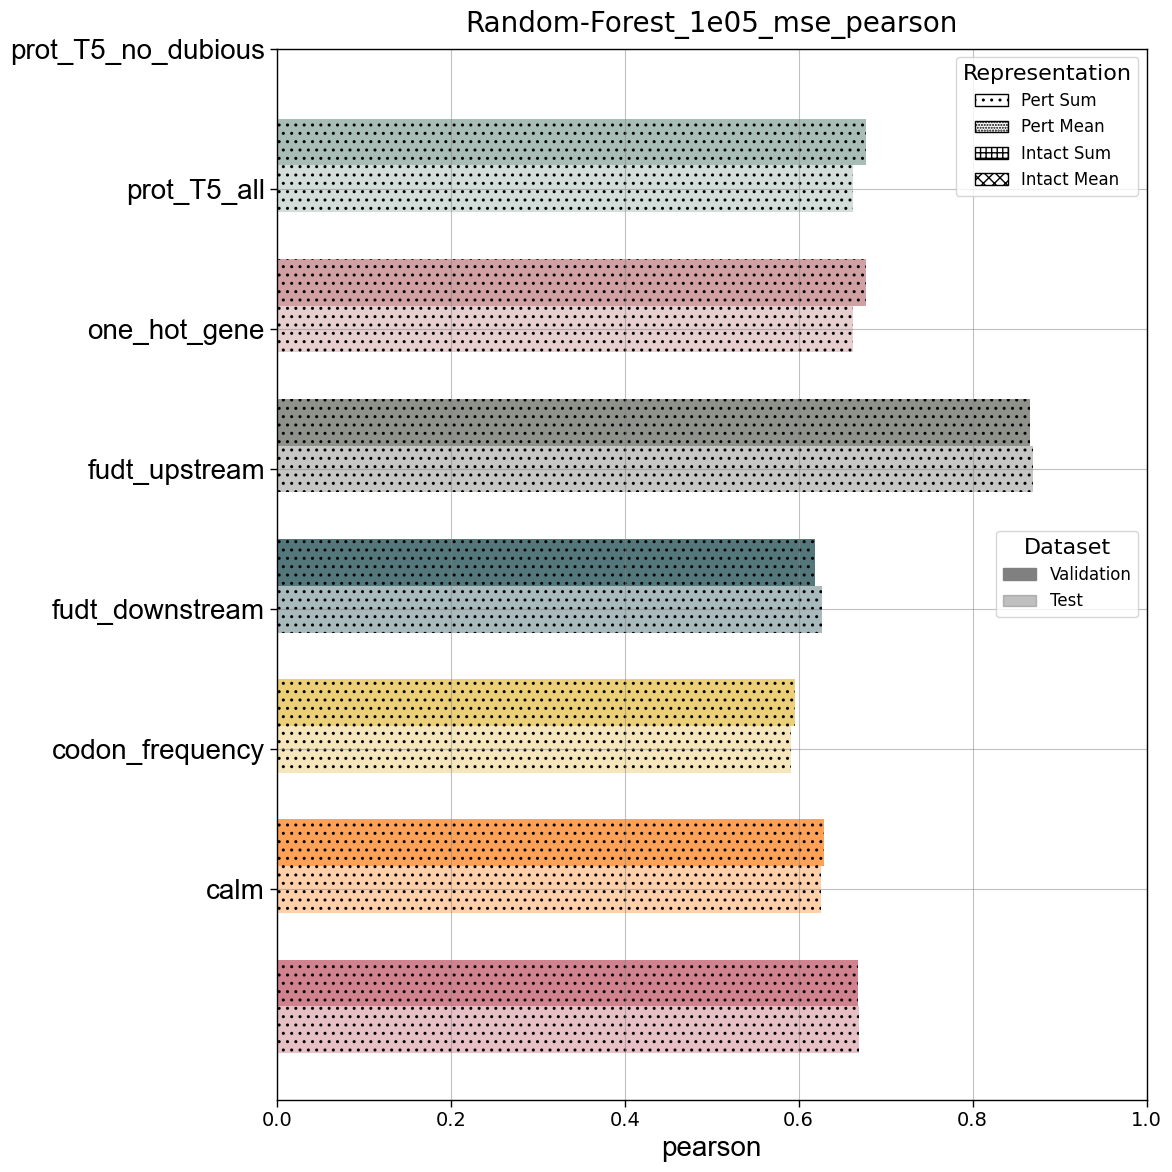 Random-Forest_1e05_mse_pearson
prot_T5_no_dubious
prot_T5_all
one_hot_gene
fudt_upstream
fudt_downstream
codon_frequency
calm
Representation
Pert Sum
Pert Mean
Intact Sum
Intact Mean
Dataset
Validation
Test
0.0 0.2 0.4 0.6 0.8 1.0
pearson